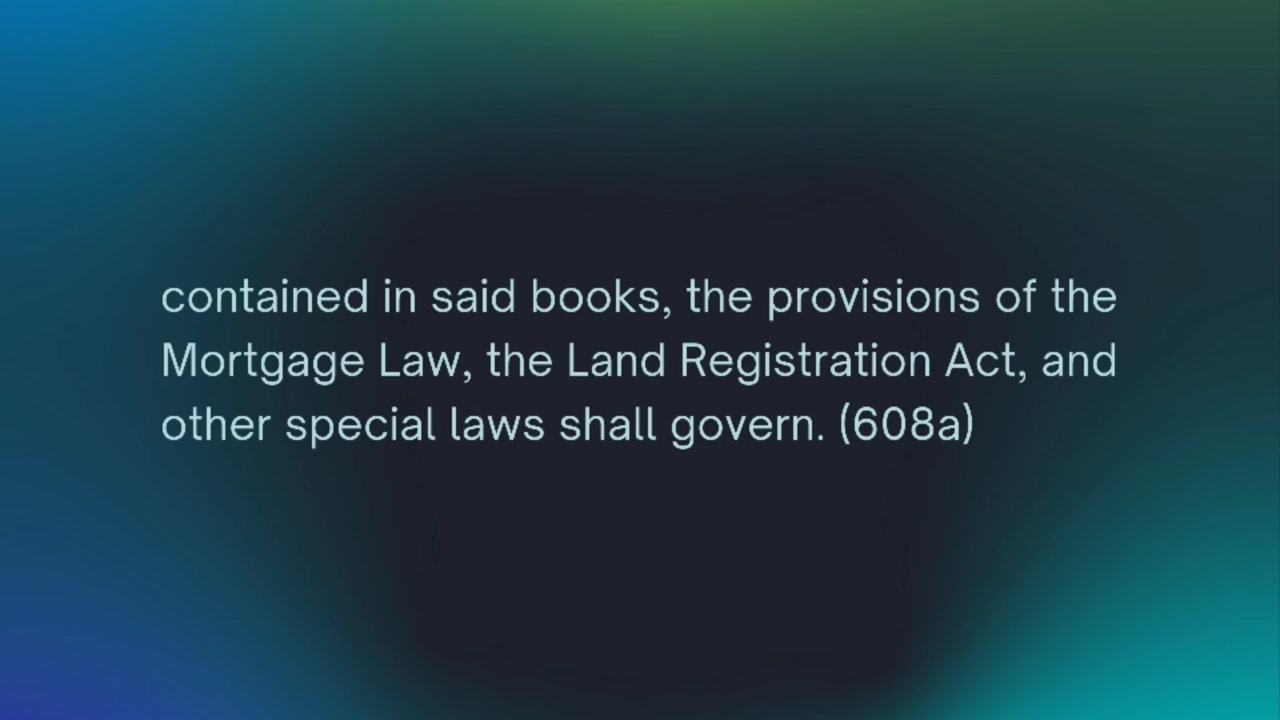 contained in said books, the provisions of the
Mortgage Law, the Land Registration Act, and
other special laws shall govern. (608a)